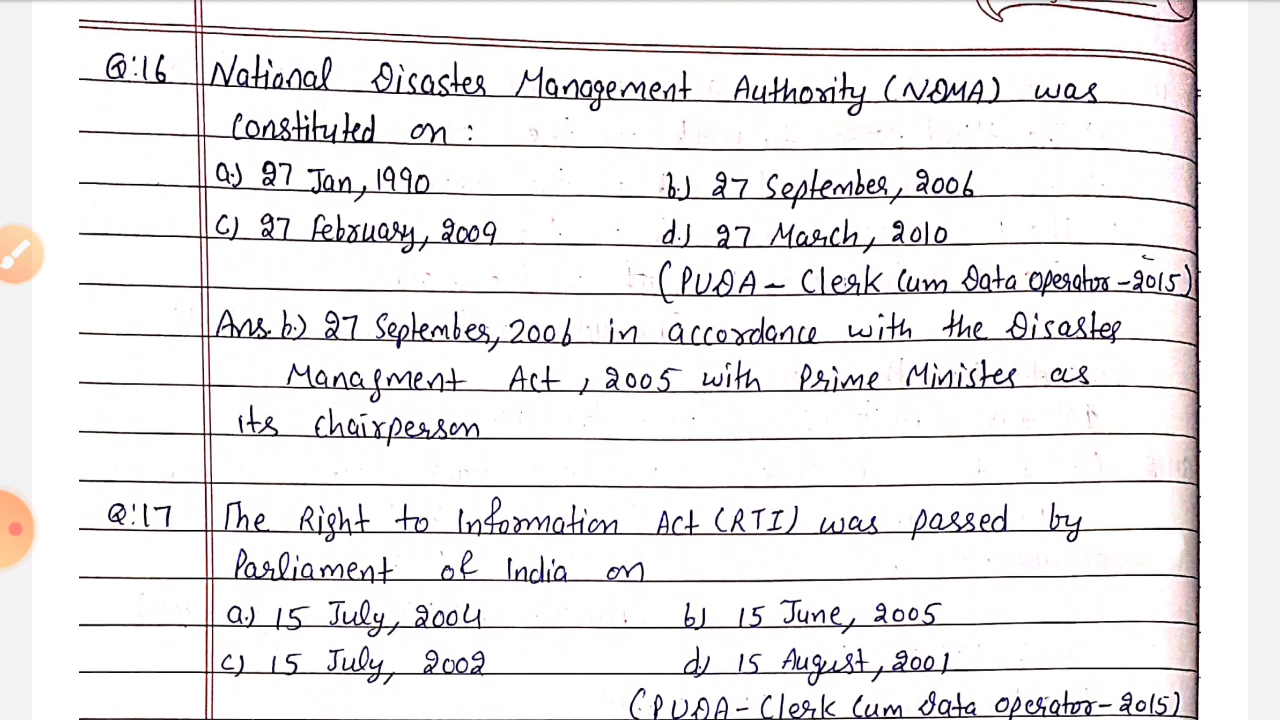 Q:16 National Disaster Management Authority (NDMA) was
constituted on :
a.) 27 Jan, 1990 b.) 27 September, 2006
c) 27 february, 2009 d.) 27 March, 2010
(PUDA - Clerk Cum Data Operator - 2015)
Ans. b.) 27 September, 2006 in accordance with the Disaster
Managment Act, 2005 with Prime Minister as
its chairperson
Q:17 The Right to Information Act (RTI) was passed by
Parliament of India on
a.) 15 July, 2004 b) 15 June, 2005
c) 15 July, 2002 d) 15 August, 2001
(PUDA - Clerk Cum Data Operator - 2015)